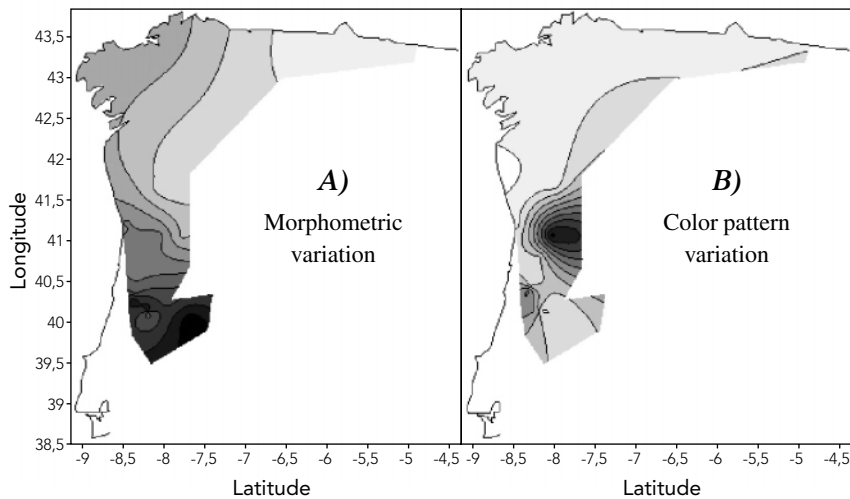 43,5
43
42,5
42
41,5
41
40,5
40
39,5
39
38,5
Longitude
A)
Morphometric
variation
B)
Color pattern
variation
-9 -8,5 -8 -7,5 -7 -6,5 -6 -5,5 -5 -4,5
-9 -8,5 -8 -7,5 -7 -6,5 -6 -5,5 -5 -4,5
Latitude
Latitude